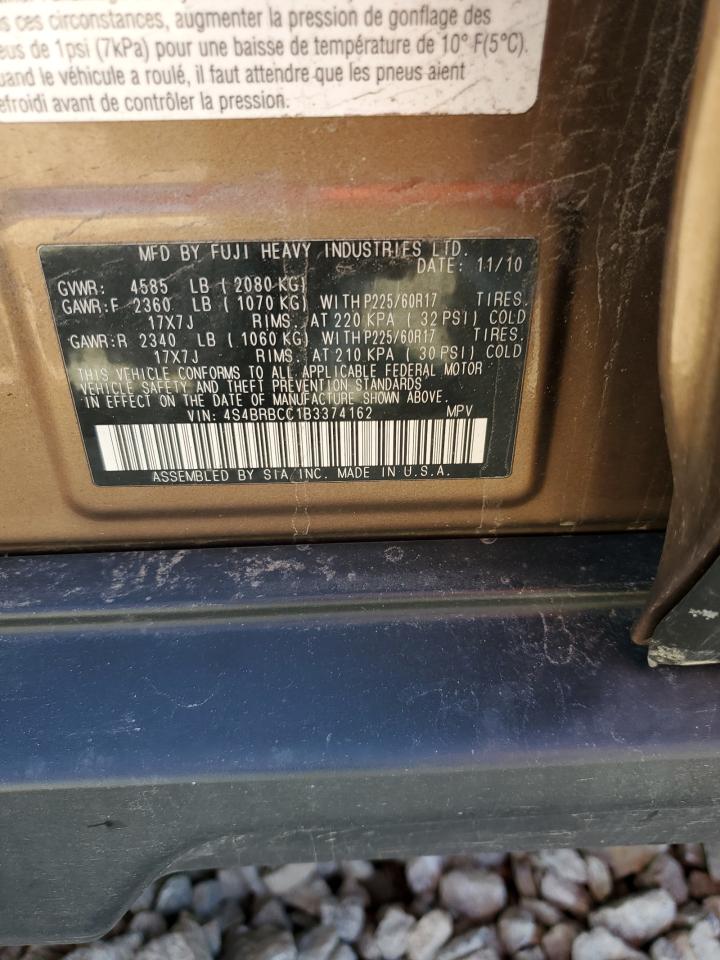 ces circonstances, augmenter la pression de gonflage des
de 1psi (7kPa) pour une baisse de température de 10° F(5°C).
le véhicule a roulé, il faut attendre que les pneus aient
efroidi avant de contrôler la pression.
MFD BY FUJI HEAVY INDUSTRIES LTD.
DATE: 11/10
GVWR: 4585 LB (2080 KG)
GAWR:F 2360 LB (1070 KG) WITH P225/60R17 TIRES.
17X7J RIMS. AT 220 KPA (32 PSI) COLD
GAWR:R 2340 LB (1060 KG) WITH P225/60R17 TIRES.
17X7J RIMS. AT 210 KPA (30 PSI) COLD
THIS VEHICLE CONFORMS TO ALL APPLICABLE FEDERAL MOTOR
VEHICLE SAFETY AND THEFT PREVENTION STANDARDS
IN EFFECT ON THE DATE OF MANUFACTURE SHOWN ABOVE.
VIN: 4S4BRBCC1B3374162 MPV
ASSEMBLED BY SIA, INC. MADE IN U.S.A.